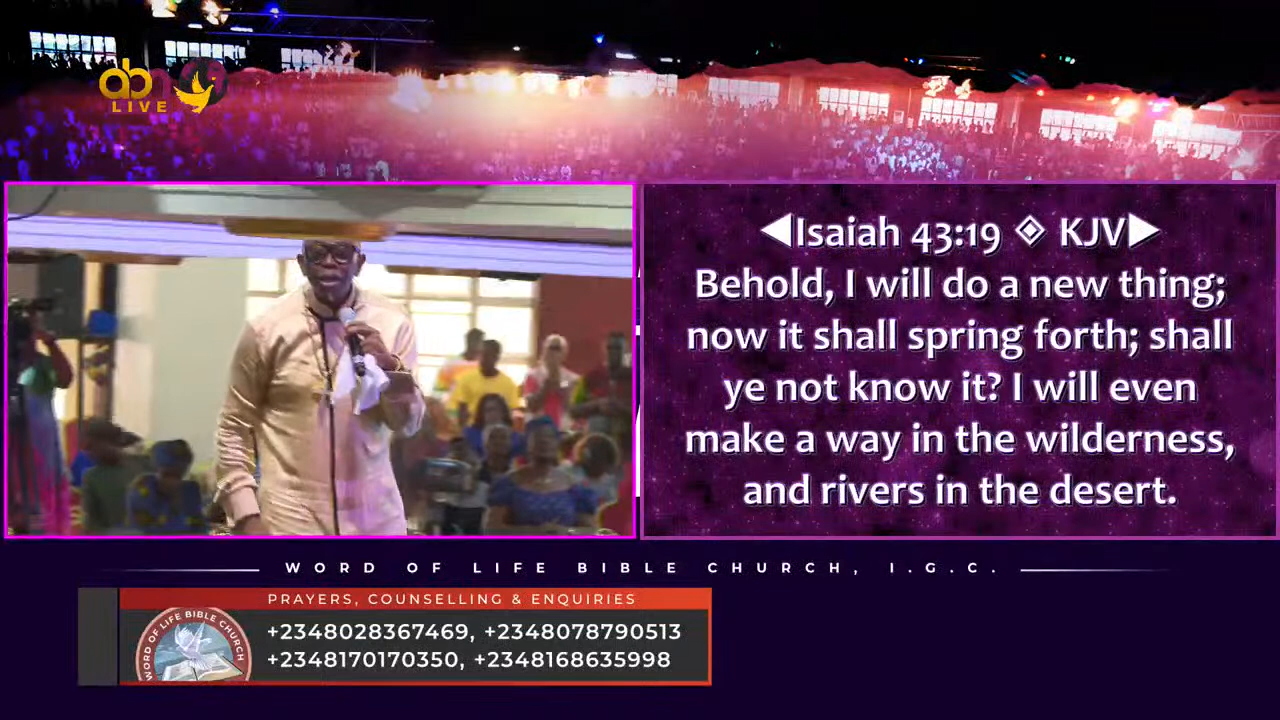 abn
LIVE
◀Isaiah 43:19 ◈ KJV▶
Behold, I will do a new thing;
now it shall spring forth; shall
ye not know it? I will even
make a way in the wilderness,
and rivers in the desert.
WORD OF LIFE BIBLE CHURCH, I.G.C.
PRAYERS, COUNSELLING & ENQUIRIES
WORD OF LIFE BIBLE CHURCH
+2348028367469, +2348078790513
+2348170170350, +2348168635998